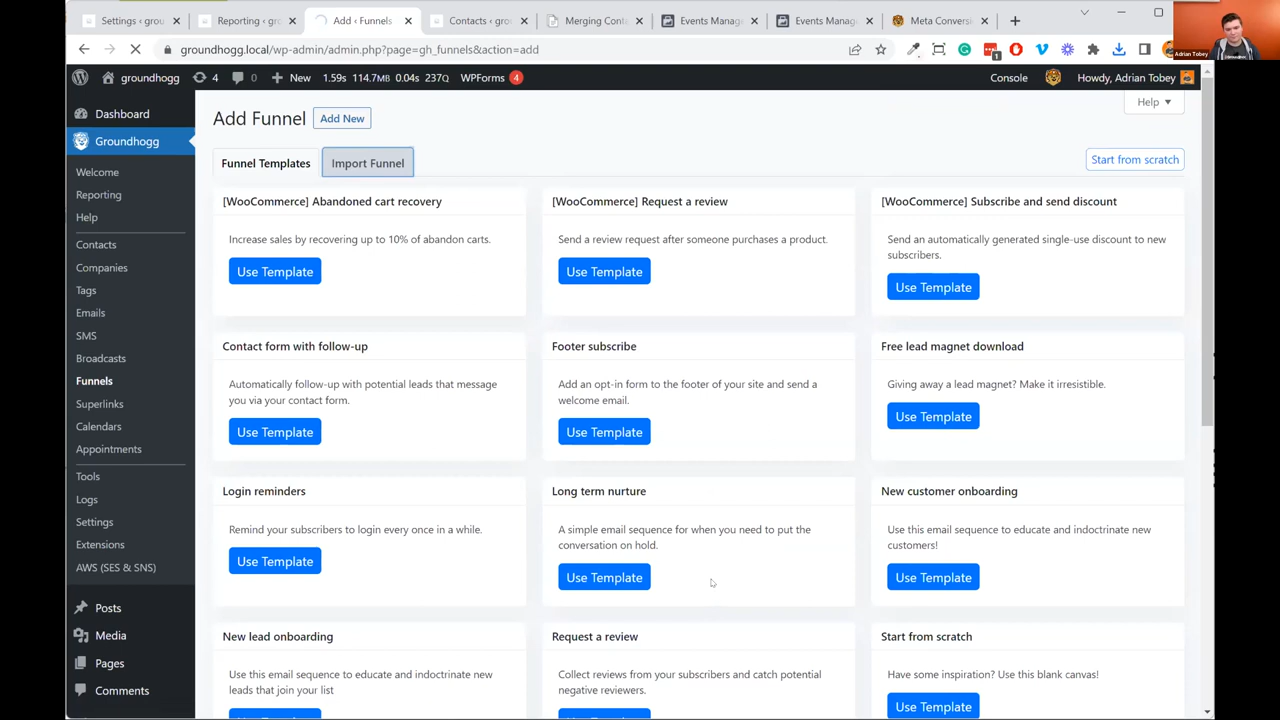 Settings ‹ grou
Reporting ‹ gro
Add ‹ Funnels
Contacts ‹ grou
Merging Conta
Events Manage
Events Manag
Meta Conversi
groundhogg.local/wp-admin/admin.php?page=gh_funnels&action=add
Adrian Tobey
groundhogg
4
New
1.59s 114.7MB 0.04s 237Q
WPForms 4
Console
Howdy, Adrian Tobey
Dashboard
Groundhogg
Welcome
Reporting
Help
Contacts
Companies
Tags
Emails
SMS
Broadcasts
Funnels
Superlinks
Calendars
Appointments
Tools
Logs
Settings
Extensions
AWS (SES & SNS)
Posts
Media
Pages
Comments
Help
Add Funnel
Add New
Funnel Templates
Import Funnel
Start from scratch
[WooCommerce] Abandoned cart recovery
Increase sales by recovering up to 10% of abandon carts.
Use Template
[WooCommerce] Request a review
Send a review request after someone purchases a product.
Use Template
[WooCommerce] Subscribe and send discount
Send an automatically generated single-use discount to new
subscribers.
Use Template
Contact form with follow-up
Automatically follow-up with potential leads that message
you via your contact form.
Use Template
Footer subscribe
Add an opt-in form to the footer of your site and send a
welcome email.
Use Template
Free lead magnet download
Giving away a lead magnet? Make it irresistible.
Use Template
Login reminders
Remind your subscribers to login every once in a while.
Use Template
Long term nurture
A simple email sequence for when you need to put the
conversation on hold.
Use Template
New customer onboarding
Use this email sequence to educate and indoctrinate new
customers!
Use Template
New lead onboarding
Use this email sequence to educate and indoctrinate new
leads that join your list
Request a review
Collect reviews from your subscribers and catch potential
negative reviewers.
Start from scratch
Have some inspiration? Use this blank canvas!
Use Template